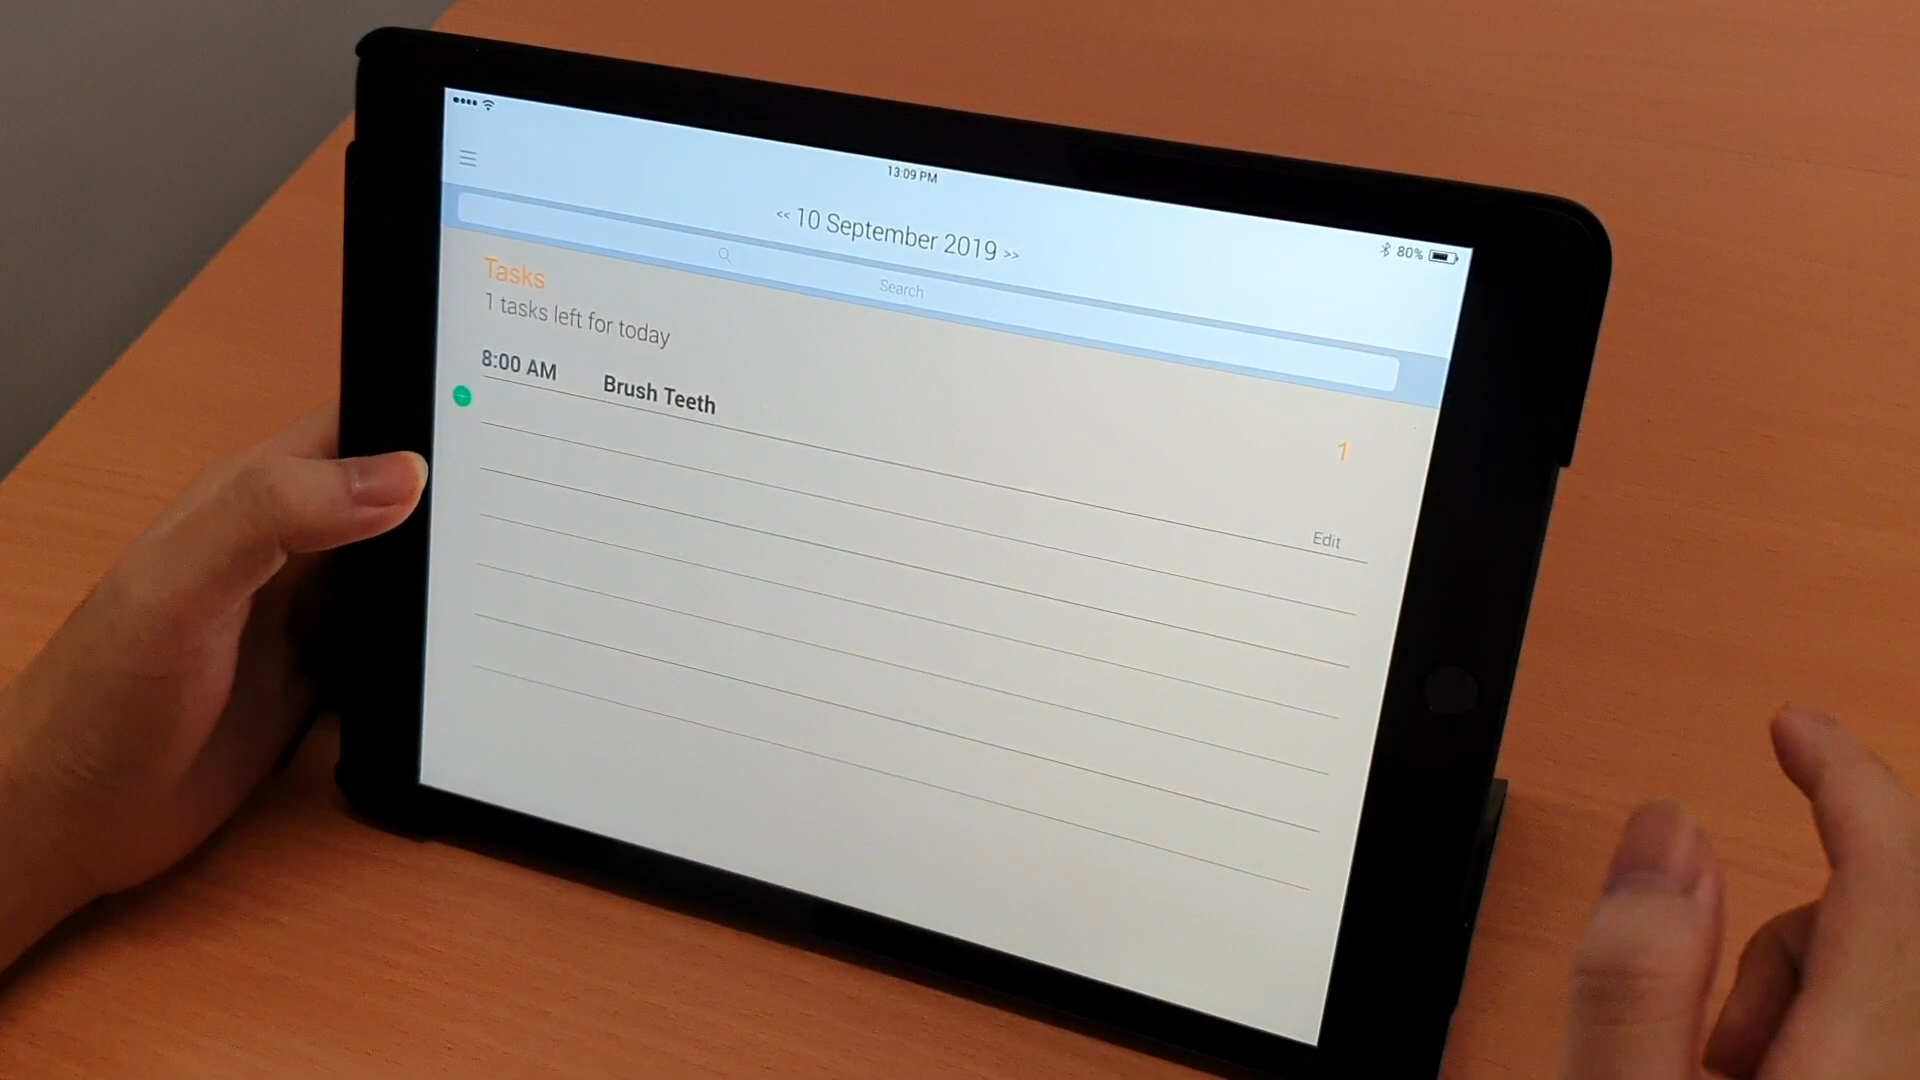 13:09 PM
<< 10 September 2019 >>
80%
Search
Tasks
1 tasks left for today
1
8:00 AM Brush Teeth
Edit